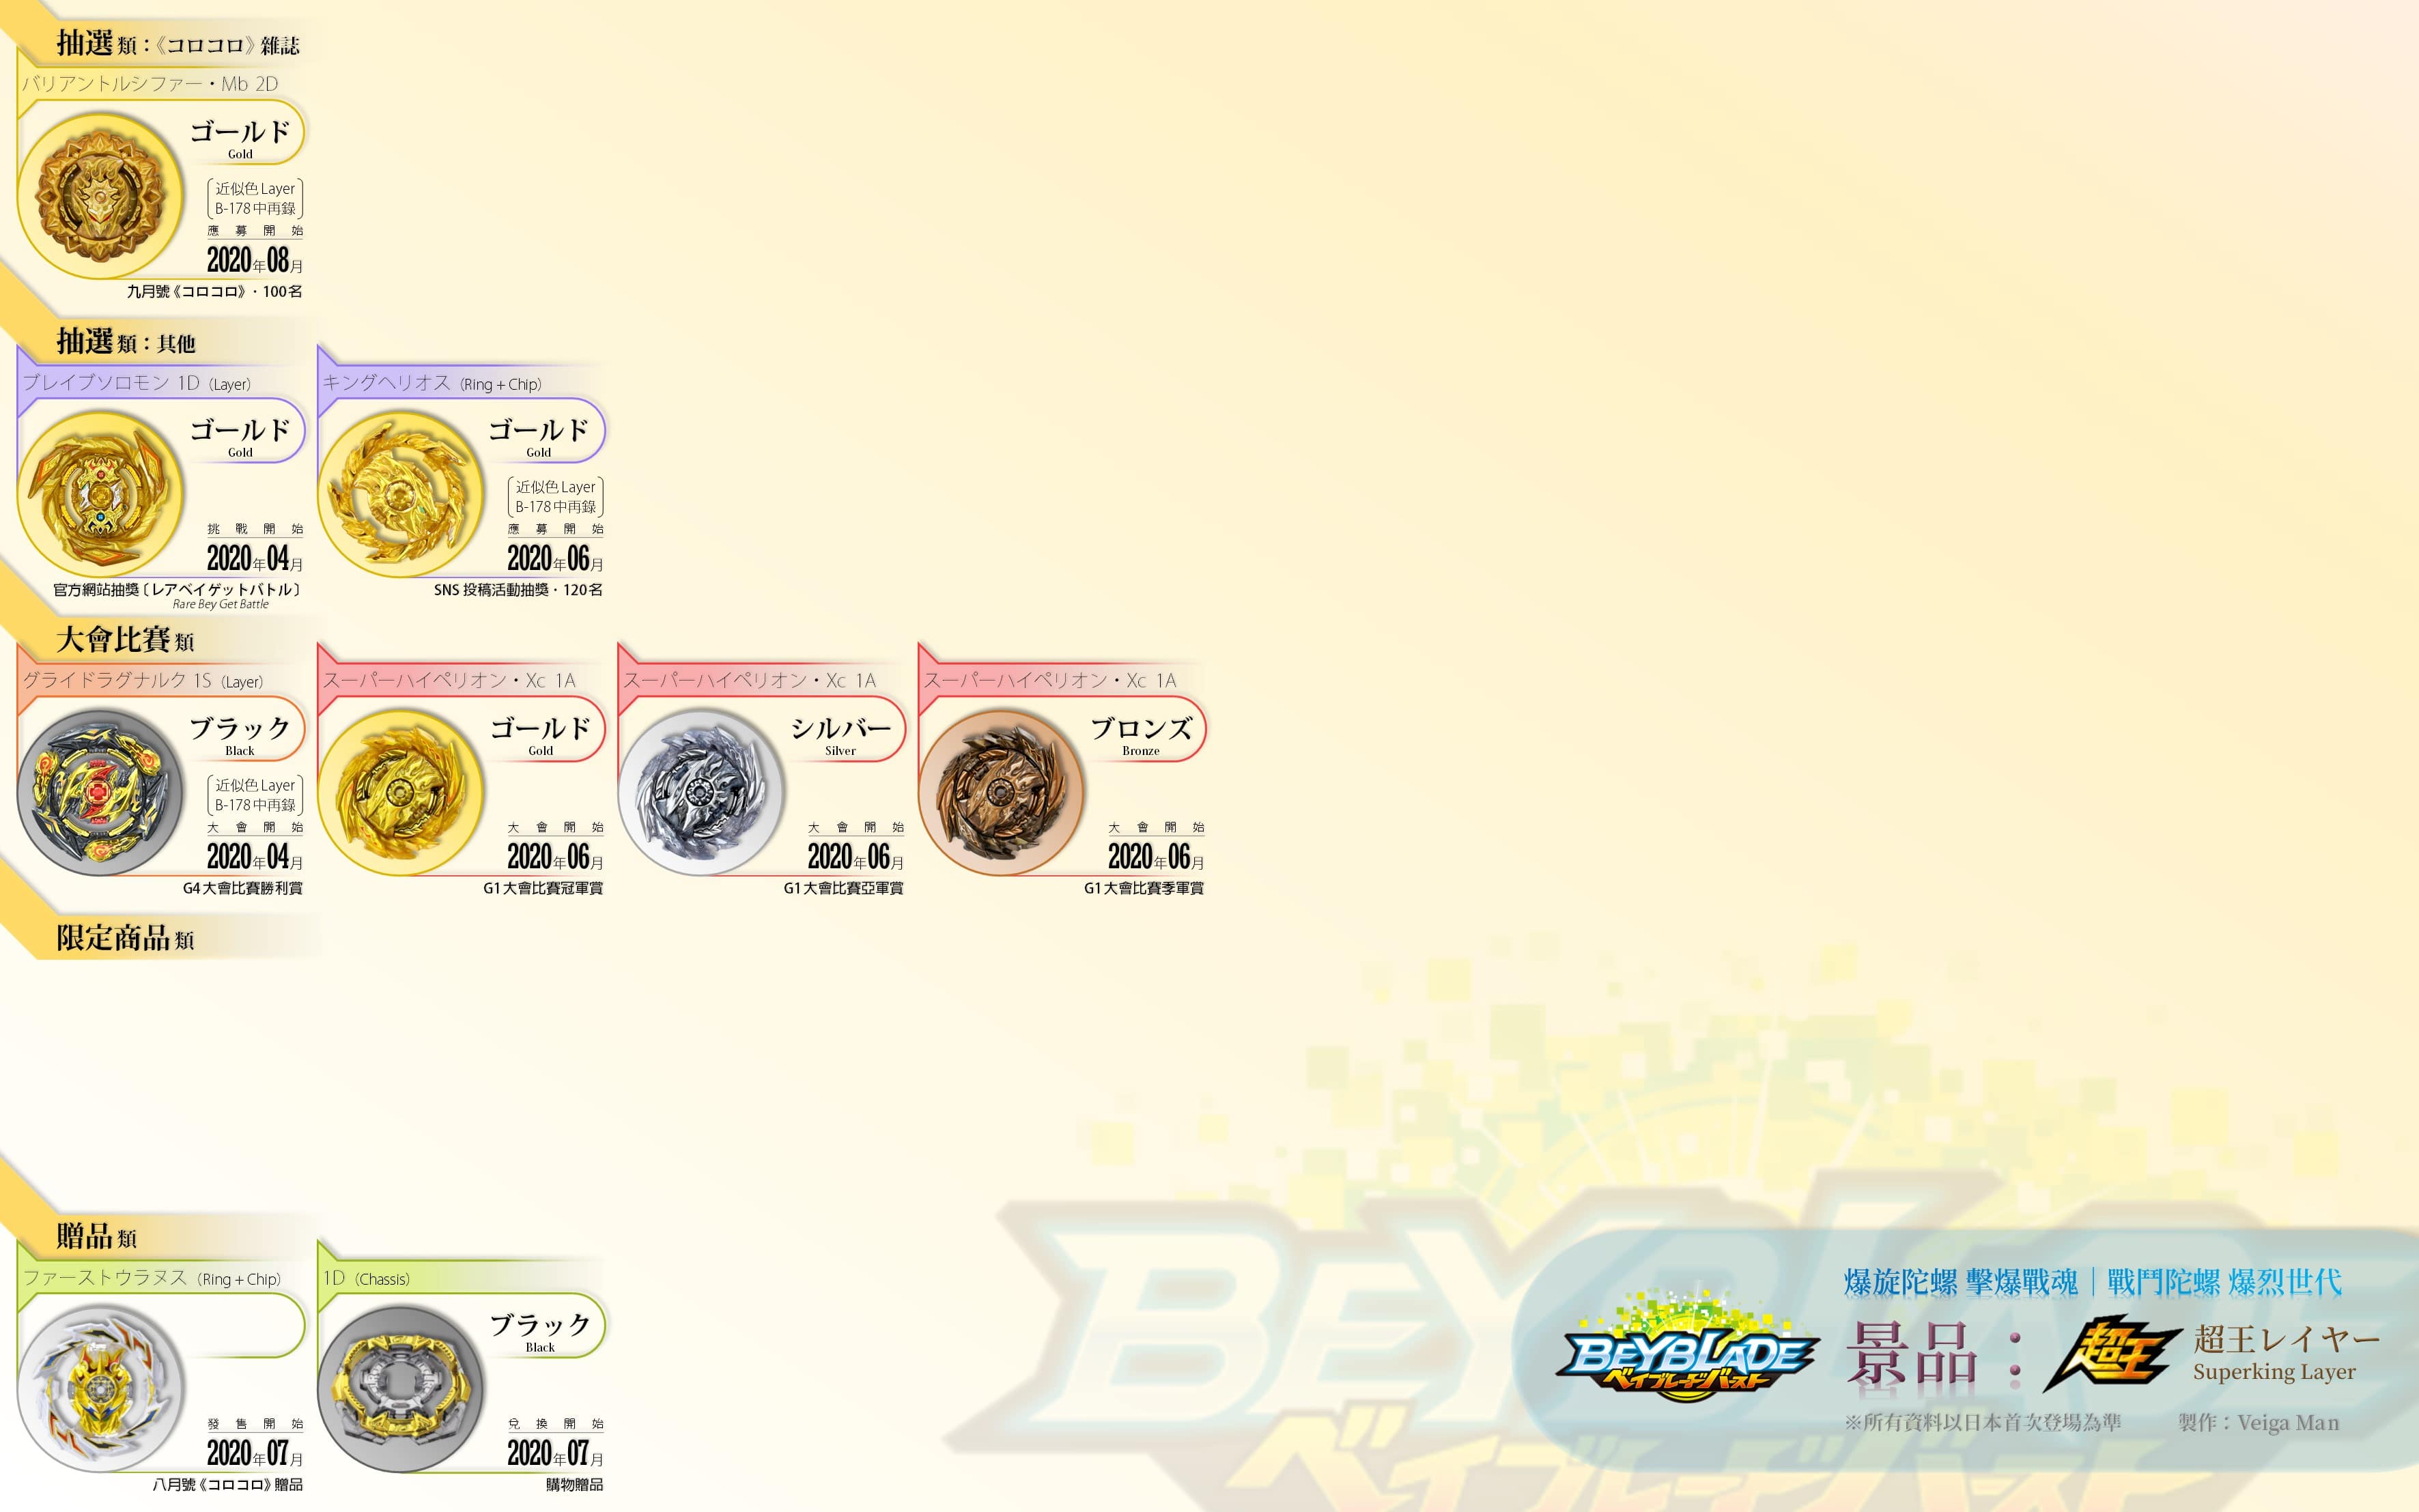 抽選類：《コロコロ》雜誌
バリアントルシファー・Mb 2D
ゴールド
Gold
近似色 Layer
B-178 中再錄
應募開始
2020年08月
九月號《コロコロ》・100名
抽選類：其他
ブレイブソロモン 1D（Layer）
ゴールド
Gold
挑戰開始
2020年04月
官方網站抽獎〔レアベイゲットバトル〕
Rare Bey Get Battle
キングヘリオス（Ring + Chip）
ゴールド
Gold
近似色 Layer
B-178 中再錄
應募開始
2020年06月
SNS 投稿活動抽獎・120名
大會比賽類
グライドラグナルク 1S（Layer）
ブラック
Black
近似色 Layer
B-178 中再錄
大會開始
2020年04月
G4大會比賽勝利賞
スーパーハイペリオン・Xc 1A
ゴールド
Gold
大會開始
2020年06月
G1大會比賽冠軍賞
スーパーハイペリオン・Xc 1A
シルバー
Silver
大會開始
2020年06月
G1大會比賽亞軍賞
スーパーハイペリオン・Xc 1A
ブロンズ
Bronze
大會開始
2020年06月
G1大會比賽季軍賞
限定商品類
贈品類
ファーストウラヌス（Ring + Chip）
發售開始
2020年07月
八月號《コロコロ》贈品
1D（Chassis）
ブラック
Black
兌換開始
2020年07月
購物贈品
BEYBLADE
ベイブレードバースト
BEYBLADE
ベイブレードバースト
爆旋陀螺 擊爆戰魂｜戰鬥陀螺 爆烈世代
景品：
超王
超王レイヤー
Superking Layer
※所有資料以日本首次登場為準
製作：Veiga Man